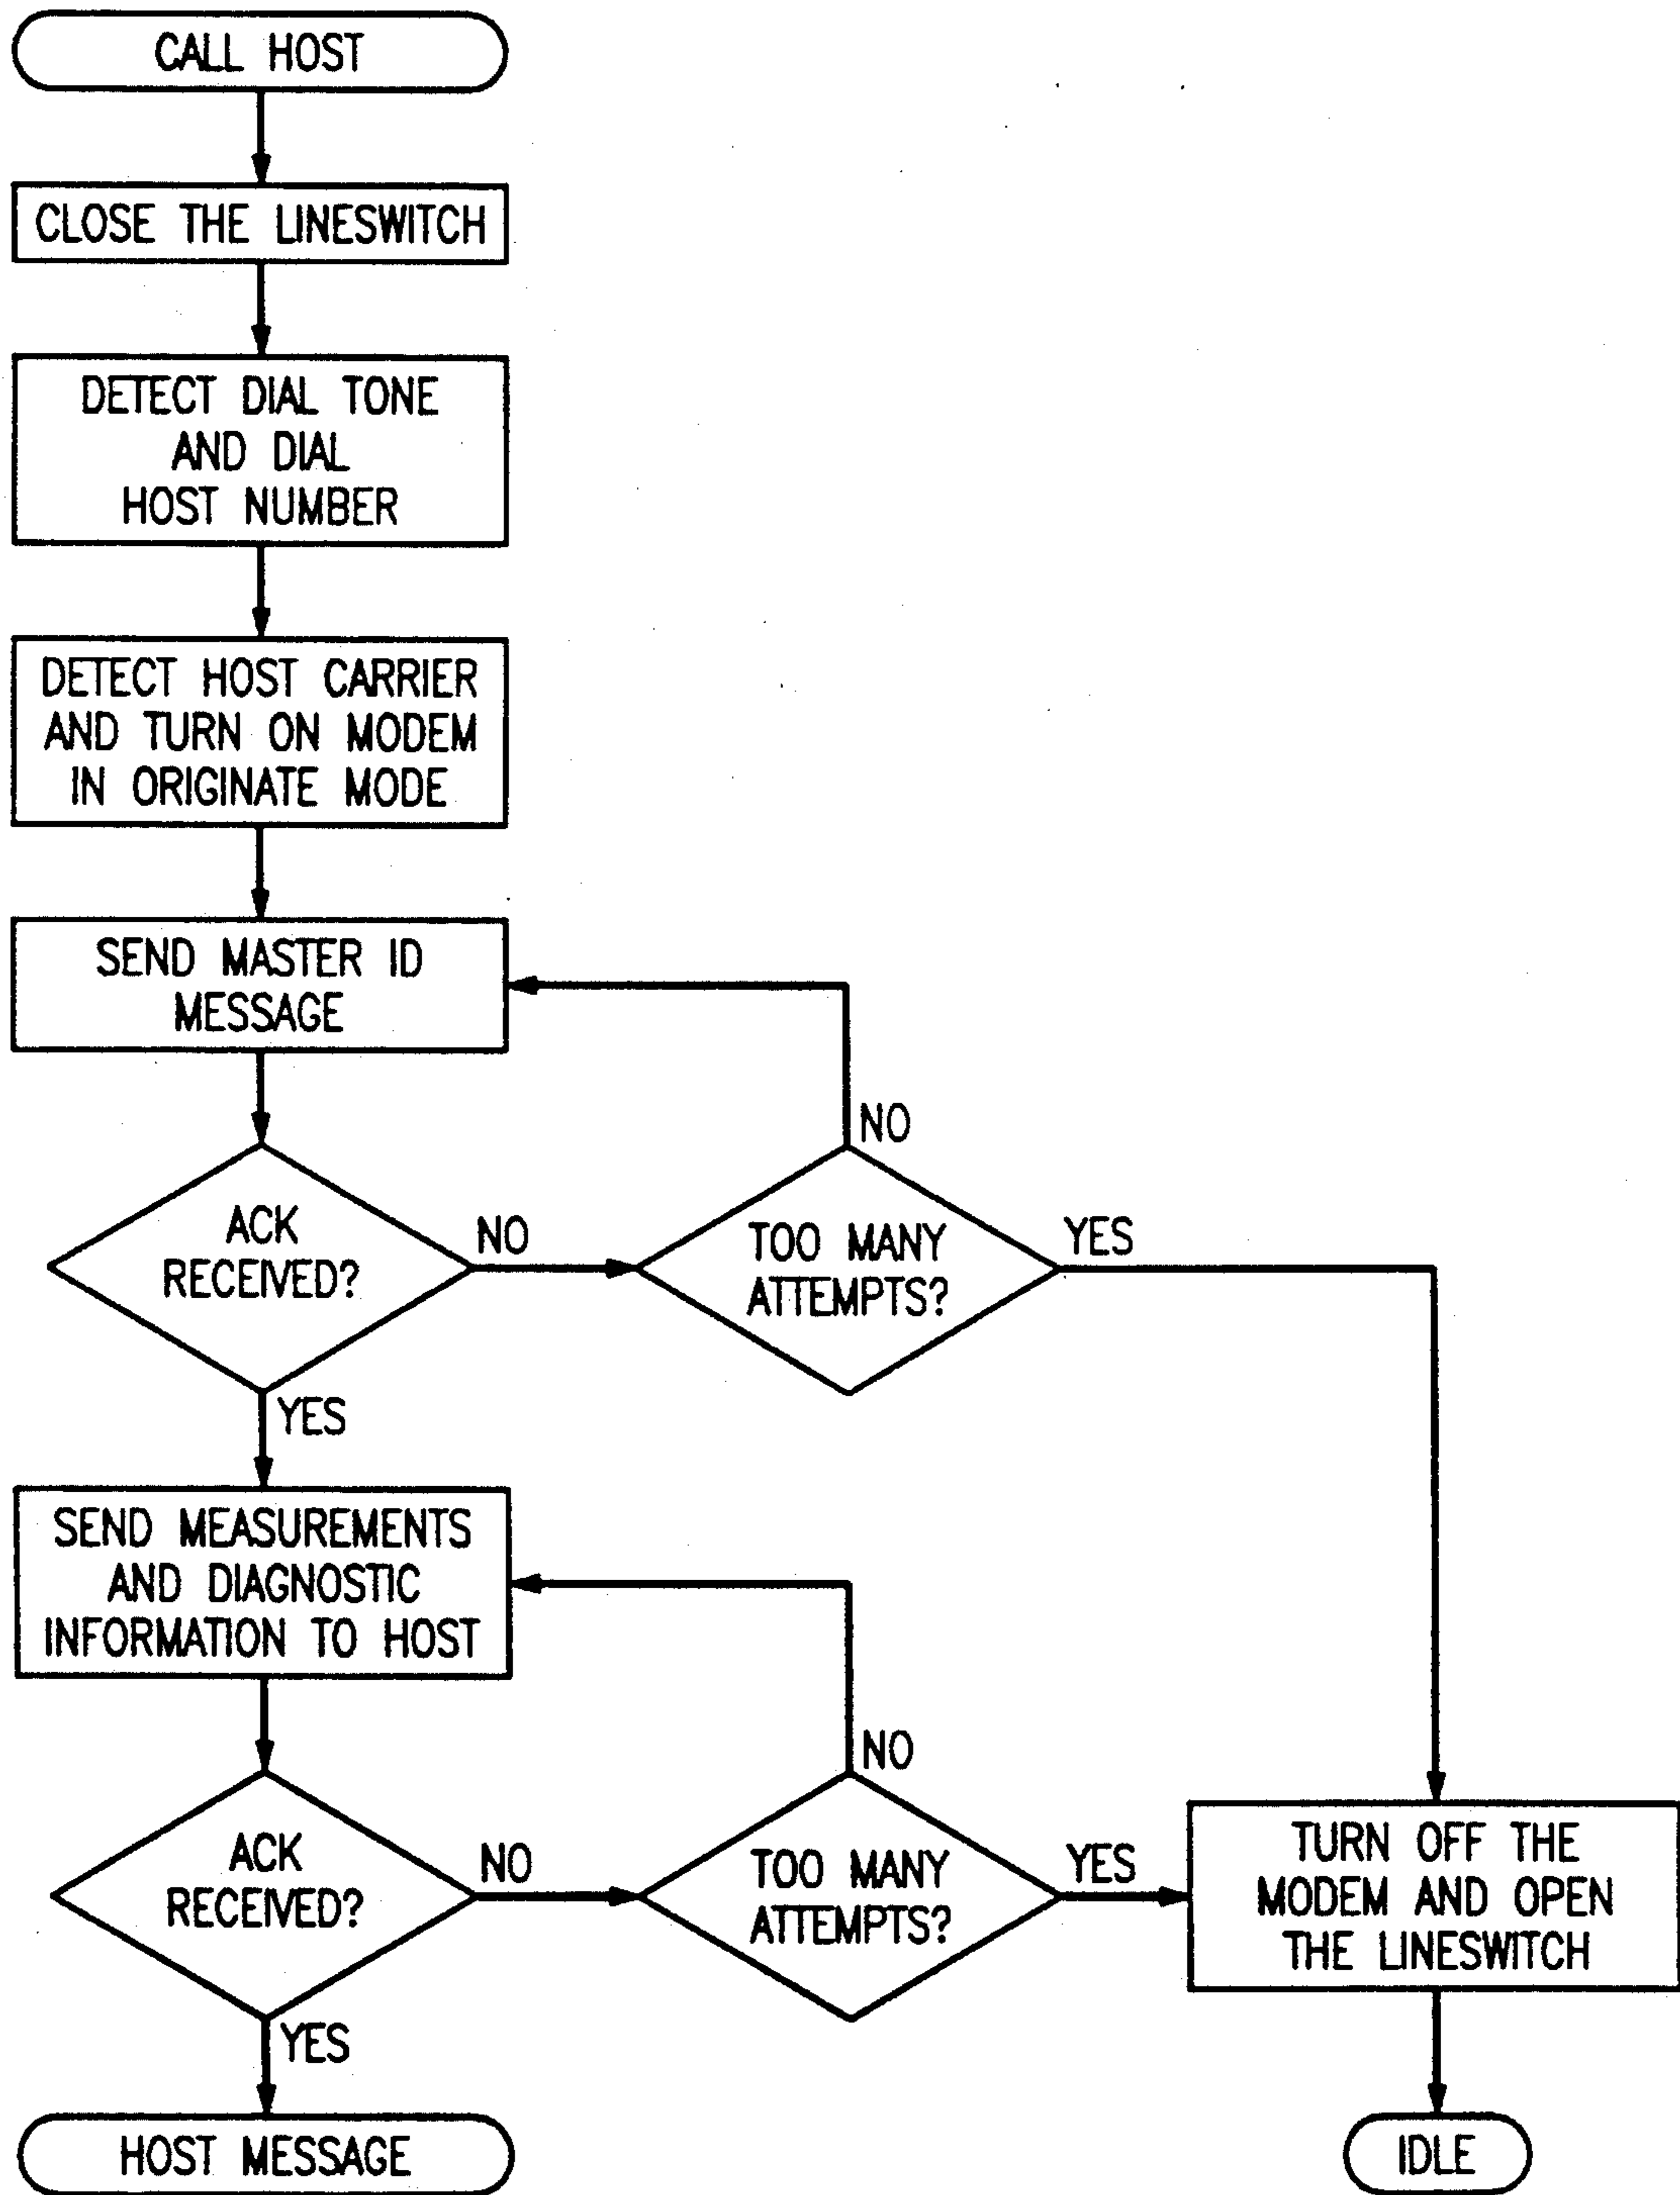 CALL HOST
CLOSE THE LINESWITCH
DETECT DIAL TONE
AND DIAL
HOST NUMBER
DETECT HOST CARRIER
AND TURN ON MODEM
IN ORIGINATE MODE
SEND MASTER ID
MESSAGE
ACK
RECEIVED?
NO
TOO MANY
ATTEMPTS?
NO
YES
YES
SEND MEASUREMENTS
AND DIAGNOSTIC
INFORMATION TO HOST
ACK
RECEIVED?
NO
TOO MANY
ATTEMPTS?
NO
YES
TURN OFF THE
MODEM AND OPEN
THE LINESWITCH
YES
HOST MESSAGE
IDLE